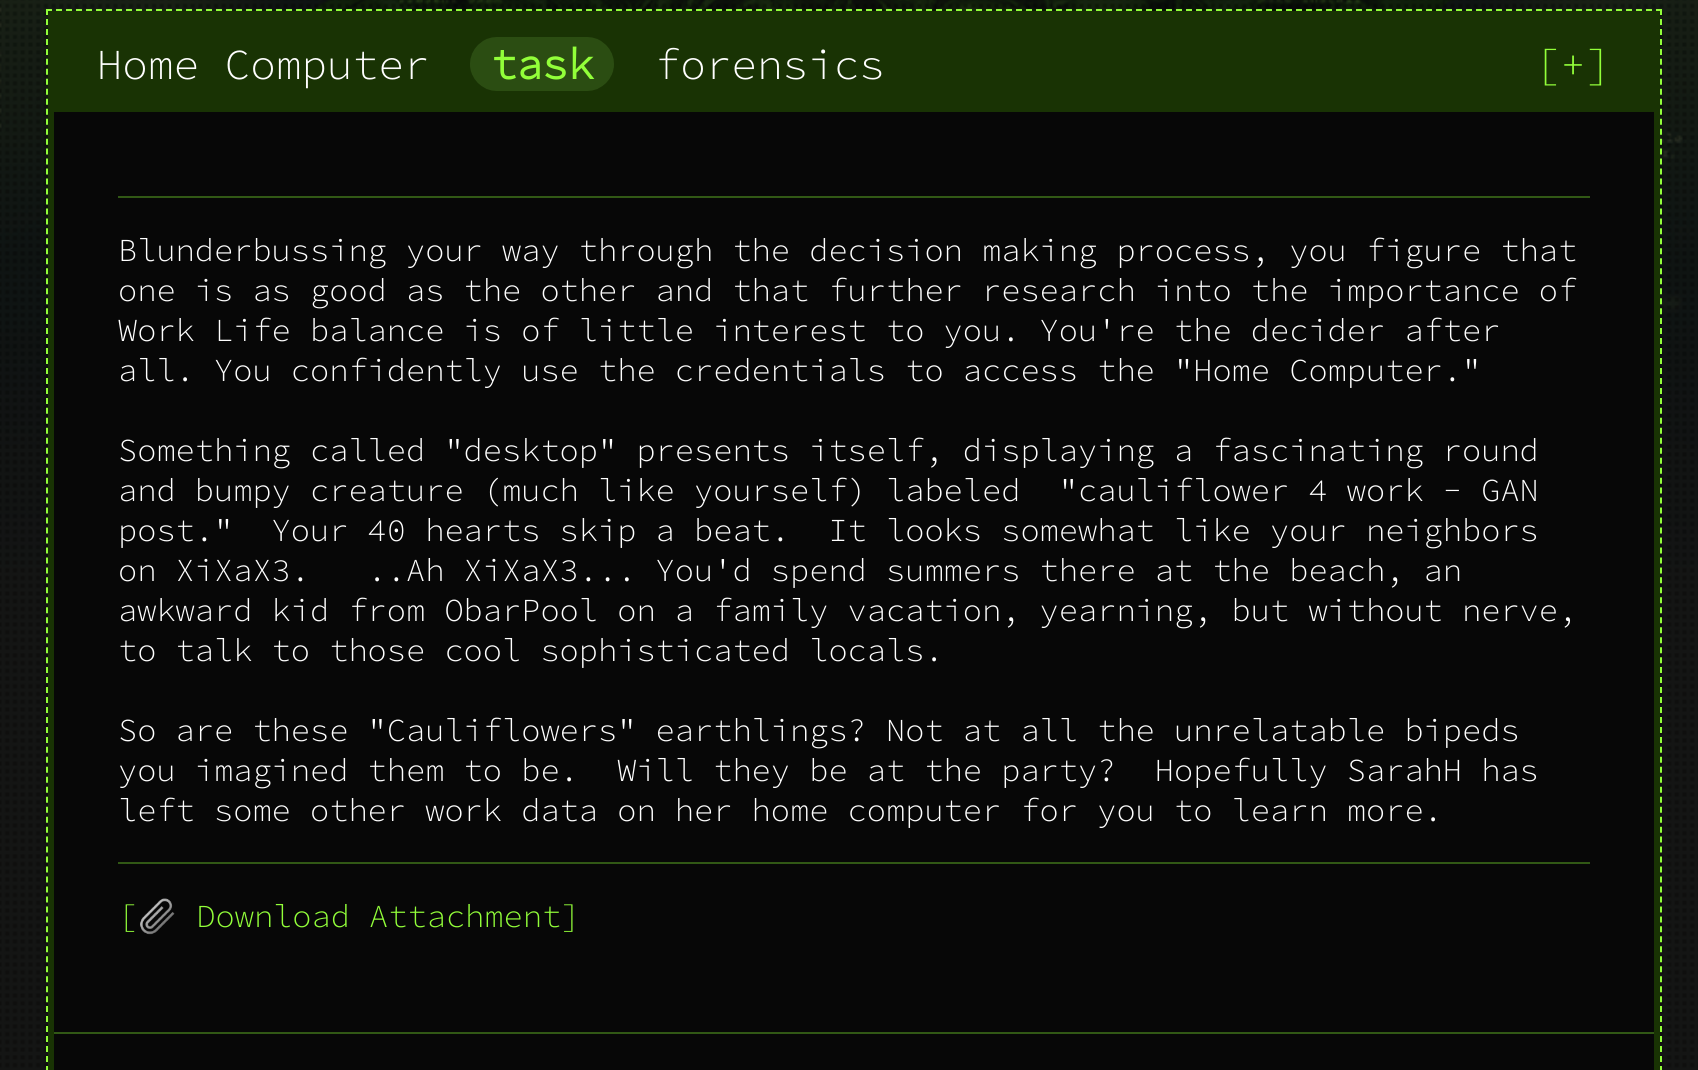 Home Computer task forensics [+]
Blunderbussing your way through the decision making process, you figure that
one is as good as the other and that further research into the importance of
Work Life balance is of little interest to you. You're the decider after
all. You confidently use the credentials to access the "Home Computer."
Something called "desktop" presents itself, displaying a fascinating round
and bumpy creature (much like yourself) labeled  "cauliflower 4 work - GAN
post."  Your 40 hearts skip a beat.  It looks somewhat like your neighbors
on XiXaX3.   ..Ah XiXaX3... You'd spend summers there at the beach, an
awkward kid from ObarPool on a family vacation, yearning, but without nerve,
to talk to those cool sophisticated locals.
So are these "Cauliflowers" earthlings? Not at all the unrelatable bipeds
you imagined them to be.  Will they be at the party?  Hopefully SarahH has
left some other work data on her home computer for you to learn more.
[📎 Download Attachment]